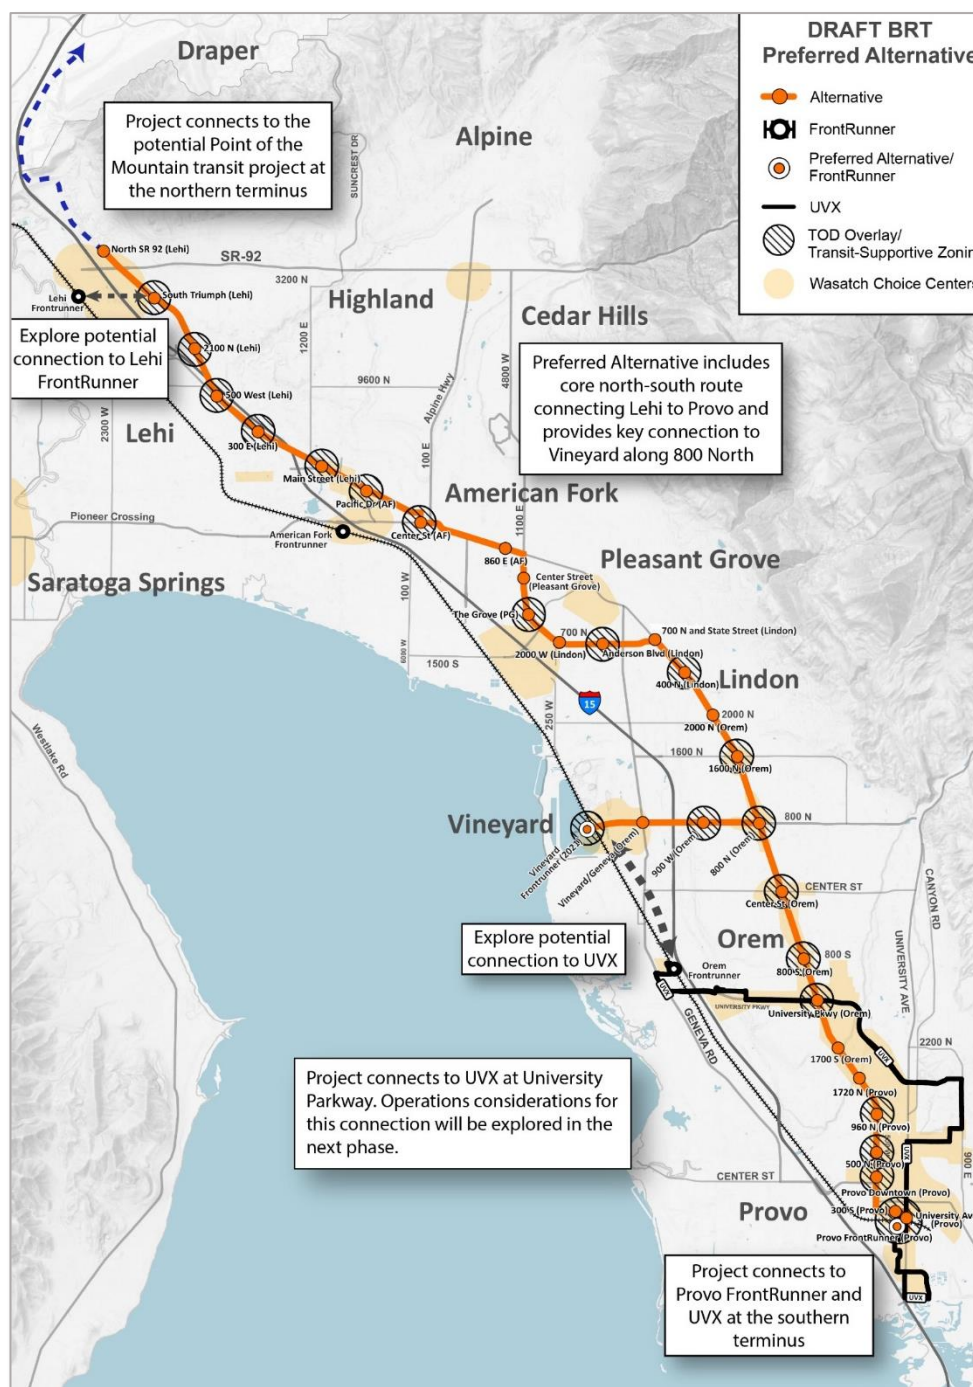 Draper
DRAFT BRT
Preferred Alternative
Alternative
FrontRunner
Preferred Alternative/
FrontRunner
UVX
TOD Overlay/
Transit-Supportive Zonin
Wasatch Choice Centers
Project connects to the
potential Point of the
Mountain transit project at
the northern terminus
Alpine
SUNCREST DR
North SR 92 (Lehi)
SR-92
3200 N
Lehi
Frontrunner
South Triumph (Lehi)
Highland
Cedar Hills
Explore potential
connection to Lehi
FrontRunner
2100 N (Lehi)
1200 E
4800 W
Preferred Alternative includes
core north-south route
connecting Lehi to Provo and
provides key connection to
Vineyard along 800 North
9600 N
Alpine Hwy
500 West (Lehi)
2300 W
Lehi
300 E (Lehi)
100 E
Main Street (Lehi)
American Fork
Pacific Dr (AF)
Pioneer Crossing
American Fork
Frontrunner
Center St (AF)
1100 E
860 E (AF)
Pleasant Grove
Saratoga Springs
100 W
Center Street
(Pleasant Grove)
The Grove (PG)
700 N
700 N and State Street (Lindon)
2000 W (Lindon)
Anderson Blvd (Lindon)
6000 W
1500 S
400 N (Lindon)
Lindon
15
250 W
2000 N
2000 N (Orem)
Westlake Rd
1600 N
1600 N (Orem)
Vineyard
800 N
Vineyard
Frontrunner (2023)
Vineyard/Geneva (Orem)
900 W (Orem)
800 N (Orem)
CENTER ST
Center St (Orem)
CANYON RD
UNIVERSITY AVE
Explore potential
connection to UVX
Orem
800 S
800 S (Orem)
Orem
Frontrunner
UVX
UNIVERSITY PKWY
University Pkwy (Orem)
GENEVA RD
1700 S (Orem)
UVX
2200 N
Project connects to UVX at University
Parkway. Operations considerations for
this connection will be explored in the
next phase.
1720 N (Provo)
960 N (Provo)
500 N (Provo)
UVX
900 E
CENTER ST
Provo Downtown (Provo)
Provo
300 S (Provo)
University Ave
(Provo)
Provo FrontRunner (Provo)
Project connects to
Provo FrontRunner and
UVX at the southern
terminus
UVX